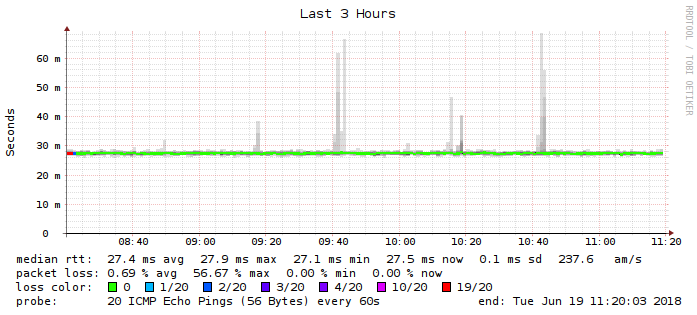 Last 3 Hours
RRDTOOL / TOBI OETIKER
Seconds
60 m
50 m
40 m
30 m
20 m
10 m
0
08:40 09:00 09:20 09:40 10:00 10:20 10:40 11:00 11:20
median rtt: 27.4 ms avg 27.9 ms max 27.1 ms min 27.5 ms now 0.1 ms sd 237.6 am/s
packet loss: 0.69 % avg 56.67 % max 0.00 % min 0.00 % now
loss color: 0 1/20 2/20 3/20 4/20 10/20 19/20
probe: 20 ICMP Echo Pings (56 Bytes) every 60s end: Tue Jun 19 11:20:03 2018